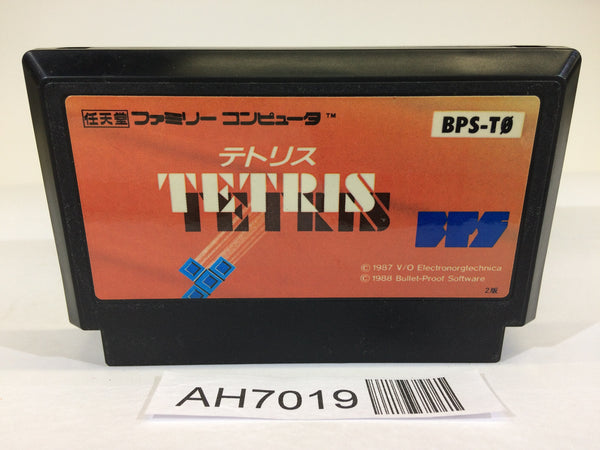 任天堂 ファミリー コンピュータ™
BPS-TØ
テトリス
TETRIS
BPS
© 1987 V/O Electronorgtechnica
© 1988 Bullet-Proof Software
2版
AH7019